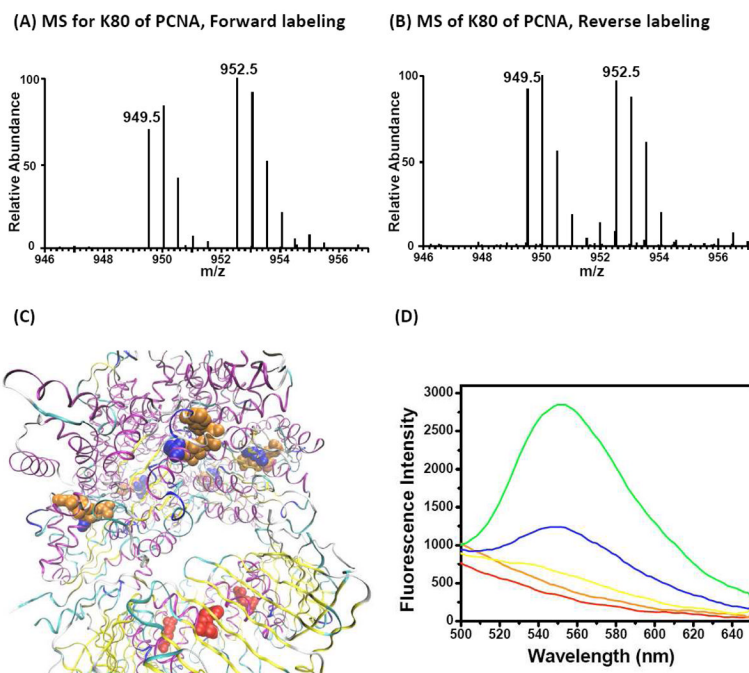 (A) MS for K80 of PCNA, Forward labeling
(B) MS of K80 of PCNA, Reverse labeling
Relative Abundance
100
50
0
949.5
952.5
946 948 950 952 954 956
m/z
Relative Abundance
100
50
0
949.5
952.5
946 948 950 952 954 956
m/z
(C)
(D)
Fluorescence Intensity
3000
2500
2000
1500
1000
500
0
500 520 540 560 580 600 620 640
Wavelength (nm)